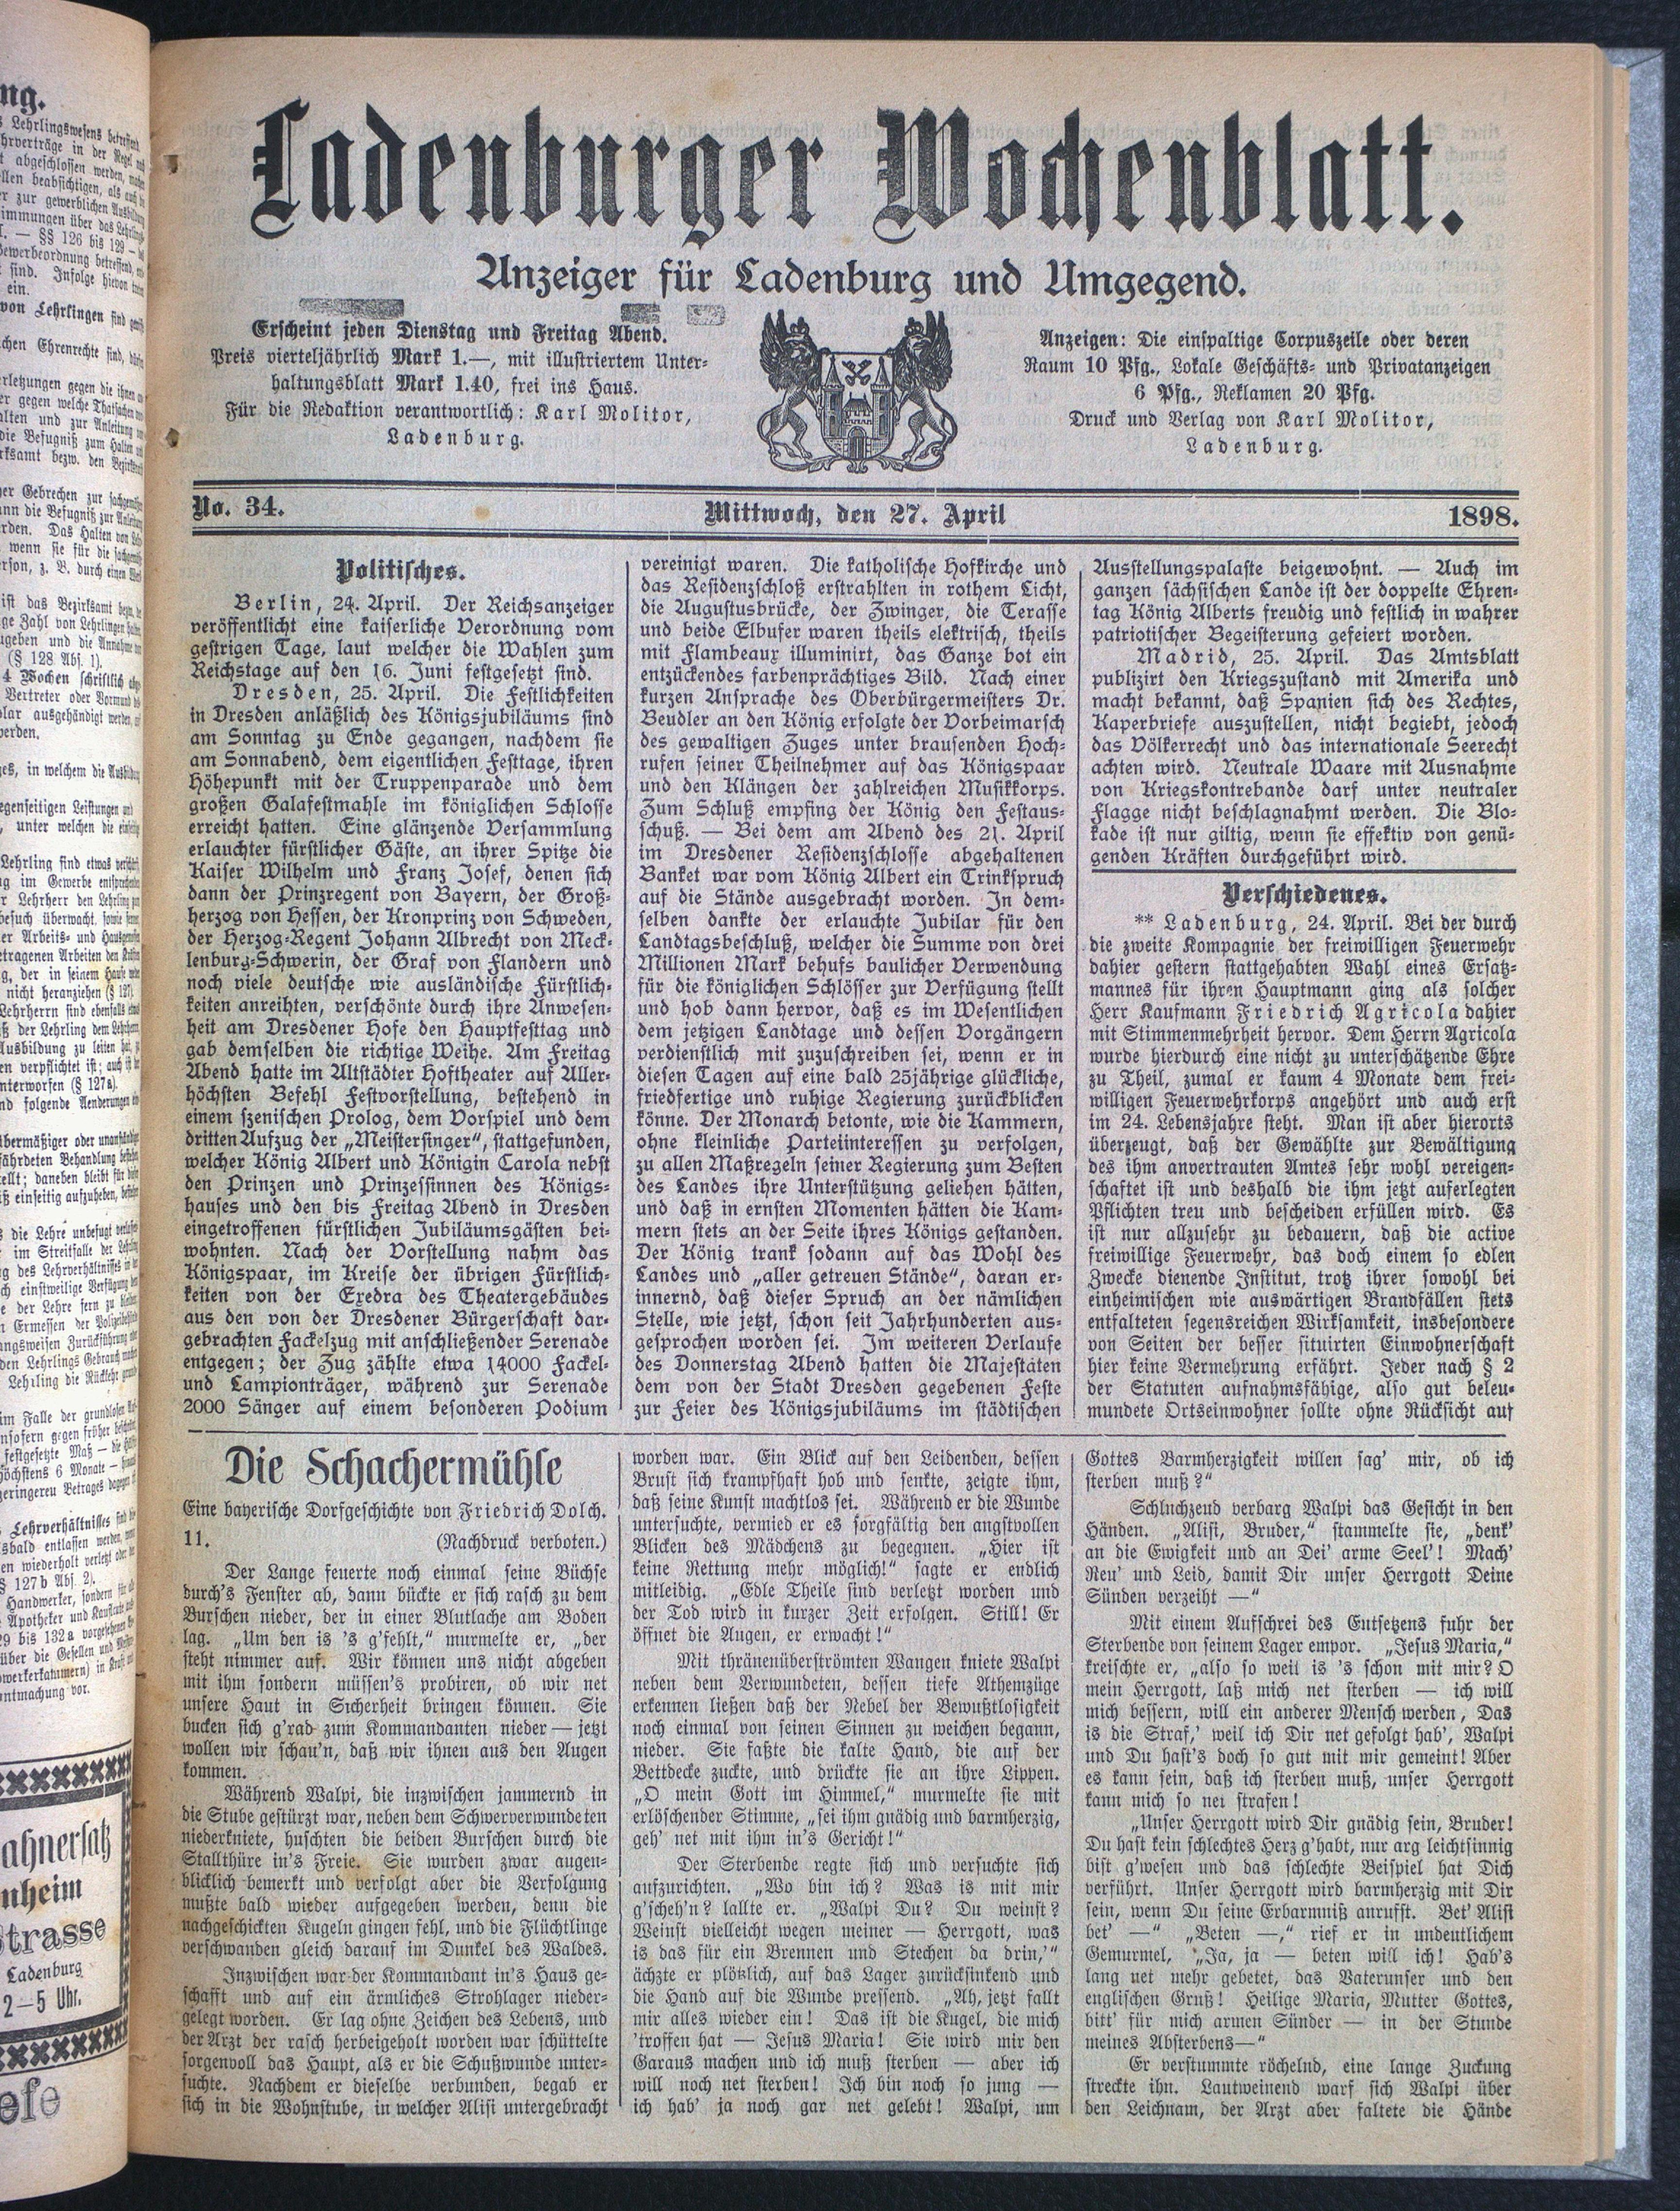 Ladenburger Wochenblatt.
Anzeiger für Ladenburg und Umgegend.
Erscheint jeden Dienstag und Freitag Abend.
Preis vierteljährlich Mark 1.—, mit illustriertem Unter-
haltungsblatt Mark 1.40, frei ins Haus.
Für die Redaktion verantwortlich: Karl Molitor,
Ladenburg.
Anzeigen: Die einspaltige Corpuszeile oder deren
Raum 10 Pfg., Lokale Geschäfts- und Privatanzeigen
6 Pfg., Reklamen 20 Pfg.
Druck und Verlag von Karl Molitor,
Ladenburg.
No. 34.
Mittwoch, den 27. April
1898.
Politisches.
Berlin, 24. April. Der Reichsanzeiger
veröffentlicht eine kaiserliche Verordnung vom
gestrigen Tage, laut welcher die Wahlen zum
Reichstage auf den 16. Juni festgesetzt sind.
Dresden, 25. April. Die Festlichkeiten
in Dresden anläßlich des Königsjubiläums sind
am Sonntag zu Ende gegangen, nachdem sie
am Sonnabend, dem eigentlichen Festtage, ihren
Höhepunkt mit der Truppenparade und dem
großen Galafestmahle im königlichen Schlosse
erreicht hatten. Eine glänzende Versammlung
erlauchter fürstlicher Gäste, an ihrer Spitze die
Kaiser Wilhelm und Franz Josef, denen sich
dann der Prinzregent von Bayern, der Groß-
herzog von Hessen, der Kronprinz von Schweden,
der Herzog-Regent Johann Albrecht von Meck-
lenburg-Schwerin, der Graf von Flandern und
noch viele deutsche wie ausländische Fürstlich-
keiten anreihten, verschönte durch ihre Anwesen-
heit am Dresdener Hofe den Hauptfesttag und
gab demselben die richtige Weihe. Am Freitag
Abend hatte im Altstädter Hoftheater auf Aller-
höchsten Befehl Festvorstellung, bestehend in
einem szenischen Prolog, dem Vorspiel und dem
dritten Aufzug der „Meistersinger“, stattgefunden,
welcher König Albert und Königin Carola nebst
den Prinzen und Prinzessinnen des Königs-
hauses und den bis Freitag Abend in Dresden
eingetroffenen fürstlichen Jubiläumsgästen bei-
wohnten. Nach der Vorstellung nahm das
Königspaar, im Kreise der übrigen Fürstlich-
keiten von der Exedra des Theatergebäudes
aus den von der Dresdener Bürgerschaft dar-
gebrachten Fackelzug mit anschließender Serenade
entgegen; der Zug zählte etwa 14000 Fackel-
und Lampionträger, während zur Serenade
2000 Sänger auf einem besonderen Podium
vereinigt waren. Die katholische Hofkirche und
das Residenzschloß erstrahlten in rothem Licht,
die Augustusbrücke, der Zwinger, die Terasse
und beide Elbufer waren theils elektrisch, theils
mit Flambeaux illuminirt, das Ganze bot ein
entzückendes farbenprächtiges Bild. Nach einer
kurzen Ansprache des Oberbürgermeisters Dr.
Beudler an den König erfolgte der Vorbeimarsch
des gewaltigen Zuges unter brausenden Hoch-
rufen seiner Theilnehmer auf das Königspaar
und den Klängen der zahlreichen Musikkorps.
Zum Schluß empfing der König den Festaus-
schuß. — Bei dem am Abend des 21. April
im Dresdener Residenzschlosse abgehaltenen
Banket war vom König Albert ein Trinkspruch
auf die Stände ausgebracht worden. In dem-
selben dankte der erlauchte Jubilar für den
Landtagsbeschluß, welcher die Summe von drei
Millionen Mark behufs baulicher Verwendung
für die königlichen Schlösser zur Verfügung stellt
und hob dann hervor, daß es im Wesentlichen
dem jetzigen Landtage und dessen Vorgängern
verdienstlich mit zuzuschreiben sei, wenn er in
diesen Tagen auf eine bald 25jährige glückliche,
friedfertige und ruhige Regierung zurückblicken
könne. Der Monarch betonte, wie die Kammern,
ohne kleinliche Parteiinteressen zu verfolgen,
zu allen Maßregeln seiner Regierung zum Besten
des Landes ihre Unterstützung geliehen hätten,
und daß in ernsten Momenten hätten die Kam-
mern stets an der Seite ihres Königs gestanden.
Der König trank sodann auf das Wohl des
Landes und „aller getreuen Stände“, daran er-
innernd, daß dieser Spruch an der nämlichen
Stelle, wie jetzt, schon seit Jahrhunderten aus-
gesprochen worden sei. Im weiteren Verlaufe
des Donnerstag Abend hatten die Majestäten
dem von der Stadt Dresden gegebenen Feste
zur Feier des Königsjubiläums im städtischen
Ausstellungspalaste beigewohnt. — Auch im
ganzen sächsischen Lande ist der doppelte Ehren-
tag König Alberts freudig und festlich in wahrer
patriotischer Begeisterung gefeiert worden.
Madrid, 25. April. Das Amtsblatt
publizirt den Kriegszustand mit Amerika und
macht bekannt, daß Spanien sich des Rechtes,
Kaperbriefe auszustellen, nicht begiebt, jedoch
das Völkerrecht und das internationale Seerecht
achten wird. Neutrale Waare mit Ausnahme
von Kriegskontrebande darf unter neutraler
Flagge nicht beschlagnahmt werden. Die Blo-
kade ist nur giltig, wenn sie effektiv von genü-
genden Kräften durchgeführt wird.
Verschiedenes.
** Ladenburg, 24. April. Bei der durch
die zweite Kompagnie der freiwilligen Feuerwehr
dahier gestern stattgehabten Wahl eines Ersatz-
mannes für ihren Hauptmann ging als solcher
Herr Kaufmann Friedrich Agricola dahier
mit Stimmenmehrheit hervor. Dem Herrn Agricola
wurde hierdurch eine nicht zu unterschätzende Ehre
zu Theil, zumal er kaum 4 Monate dem frei-
willigen Feuerwehrkorps angehört und auch erst
im 24. Lebensjahre steht. Man ist aber hierorts
überzeugt, daß der Gewählte zur Bewältigung
des ihm anvertrauten Amtes sehr wohl vereigen-
schaftet ist und deshalb die ihm jetzt auferlegten
Pflichten treu und bescheiden erfüllen wird. Es
ist nur allzusehr zu bedauern, daß die active
freiwillige Feuerwehr, das doch einem so edlen
Zwecke dienende Institut, trotz ihrer sowohl bei
einheimischen wie auswärtigen Brandfällen stets
entfalteten segensreichen Wirksamkeit, insbesondere
von Seiten der besser situirten Einwohnerschaft
hier keine Vermehrung erfährt. Jeder nach § 2
der Statuten aufnahmsfähige, also gut beleu-
mundete Ortseinwohner sollte ohne Rücksicht auf
Die Schachermühle
Eine bayerische Dorfgeschichte von Friedrich Dolch.
11. (Nachdruck verboten.)
Der Lange feuerte noch einmal seine Büchse
durch's Fenster ab, dann bückte er sich rasch zu dem
Burschen nieder, der in einer Blutlache am Boden
lag. „Um den is 's g'fehlt,“ murmelte er, „der
steht nimmer auf. Wir können uns nicht abgeben
mit ihm sondern müssen's probiren, ob wir net
unsere Haut in Sicherheit bringen können. Sie
bucken sich g'rad zum Kommandanten nieder — jetzt
wollen wir schau'n, daß wir ihnen aus den Augen
kommen.
Während Walpi, die inzwischen jammernd in
die Stube gestürzt war, neben dem Schwerverwundeten
niederkniete, huschten die beiden Burschen durch die
Stallthüre in's Freie. Sie wurden zwar augen-
blicklich bemerkt und verfolgt aber die Verfolgung
mußte bald wieder aufgegeben werden, denn die
nachgeschickten Kugeln gingen fehl, und die Flüchtlinge
verschwanden gleich darauf im Dunkel des Waldes.
Inzwischen war der Kommandant in's Haus ge-
schafft und auf ein ärmliches Strohlager nieder-
gelegt worden. Er lag ohne Zeichen des Lebens, und
der Arzt der rasch herbeigeholt worden war schüttelte
sorgenvoll das Haupt, als er die Schußwunde unter-
suchte. Nachdem er dieselbe verbunden, begab er
sich in die Wohnstube, in welcher Alisi untergebracht
worden war. Ein Blick auf den Leidenden, dessen
Brust sich krampfhaft hob und senkte, zeigte ihm,
daß seine Kunst machtlos sei. Während er die Wunde
untersuchte, vermied er es sorgfältig den angstvollen
Blicken des Mädchens zu begegnen. „Hier ist
keine Rettung mehr möglich!“ sagte er endlich
mitleidig. „Edle Theile sind verletzt worden und
der Tod wird in kurzer Zeit erfolgen. Still! Er
öffnet die Augen, er erwacht!“
Mit thränenüberströmten Wangen kniete Walpi
neben dem Verwundeten, dessen tiefe Athemzüge
erkennen ließen daß der Nebel der Bewußtlosigkeit
noch einmal von seinen Sinnen zu weichen begann,
nieder. Sie faßte die kalte Hand, die auf der
Bettdecke zuckte, und drückte sie an ihre Lippen.
„O mein Gott im Himmel,“ murmelte sie mit
erlöschender Stimme, „sei ihm gnädig und barmherzig,
geh' net mit ihm in's Gericht!“
Der Sterbende regte sich und versuchte sich
aufzurichten. „Wo bin ich? Was is mit mir
g'scheh'n? lallte er. „Walpi Du? Du weinst?
Weinst vielleicht wegen meiner — Herrgott, was
is das für ein Brennen und Stechen da drin,'“
ächzte er plötzlich, auf das Lager zurücksinkend und
die Hand auf die Wunde pressend. „Ah, jetzt fallt
mir alles wieder ein! Das ist die Kugel, die mich
'troffen hat — Jesus Maria! Sie wird mir den
Garaus machen und ich muß sterben — aber ich
will noch net sterben! Ich bin noch so jung —
ich hab' ja noch gar net gelebt! Walpi, um
Gottes Barmherzigkeit willen sag' mir, ob ich
sterben muß?“
Schluchzend verbarg Walpi das Gesicht in den
Händen. „Alisi, Bruder,“ stammelte sie, „denk'
an die Ewigkeit und an Dei' arme Seel'! Mach'
Reu' und Leid, damit Dir unser Herrgott Deine
Sünden verzeiht —“
Mit einem Aufschrei des Entsetzens fuhr der
Sterbende von seinem Lager empor. „Jesus Maria,“
kreischte er, „also so weit is 's schon mit mir? O
mein Herrgott, laß mich net sterben — ich will
mich bessern, will ein anderer Mensch werden, Das
is die Straf,' weil ich Dir net gefolgt hab', Walpi
und Du hast's doch so gut mit wir gemeint! Aber
es kann sein, daß ich sterben muß, unser Herrgott
kann mich so net strafen!
„Unser Herrgott wird Dir gnädig sein, Bruder!
Du hast kein schlechtes Herz g'habt, nur arg leichtsinnig
bist g'wesen und das schlechte Beispiel hat Dich
verführt. Unser Herrgott wird barmherzig mit Dir
sein, wenn Du seine Erbarmniß anrufst. Bet' Alisi
bet' —“ „Beten —,“ rief er in undeutlichem
Gemurmel, „Ja, ja — beten will ich! Hab's
lang net mehr gebetet, das Vaterunser und den
englischen Gruß! Heilige Maria, Mutter Gottes,
bitt' für mich armen Sünder — in der Stunde
meines Absterbens—“
Er verstummte röchelnd, eine lange Zuckung
streckte ihn. Lautweinend warf sich Walpi über
den Leichnam, der Arzt aber faltete die Hände